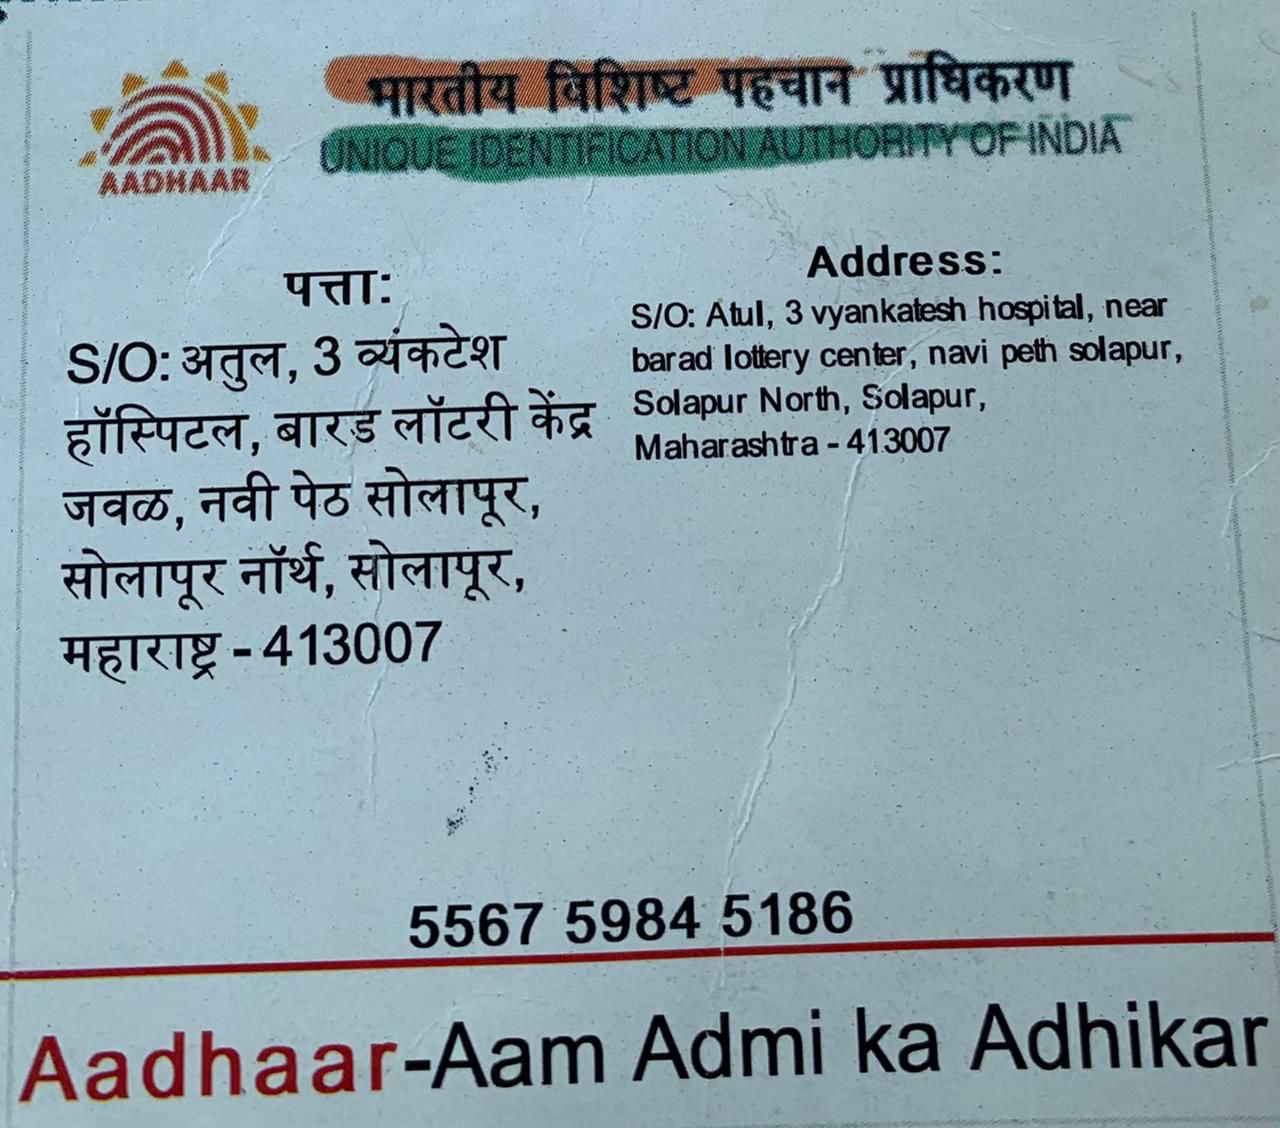 भारतीय विशिष्ट पहचान प्राधिकरण
UNIQUE IDENTIFICATION AUTHORITY OF INDIA
AADHAAR
पत्ता:
S/O: अतुल, 3 व्यंकटेश
हॉस्पिटल, बारड लॉटरी केंद्र
जवळ, नवी पेठ सोलापूर,
सोलापूर नॉर्थ, सोलापूर,
महाराष्ट्र - 413007
Address:
S/O: Atul, 3 vyankatesh hospital, near
barad lottery center, navi peth solapur,
Solapur North, Solapur,
Maharashtra - 413007
5567 5984 5186
Aadhaar-Aam Admi ka Adhikar